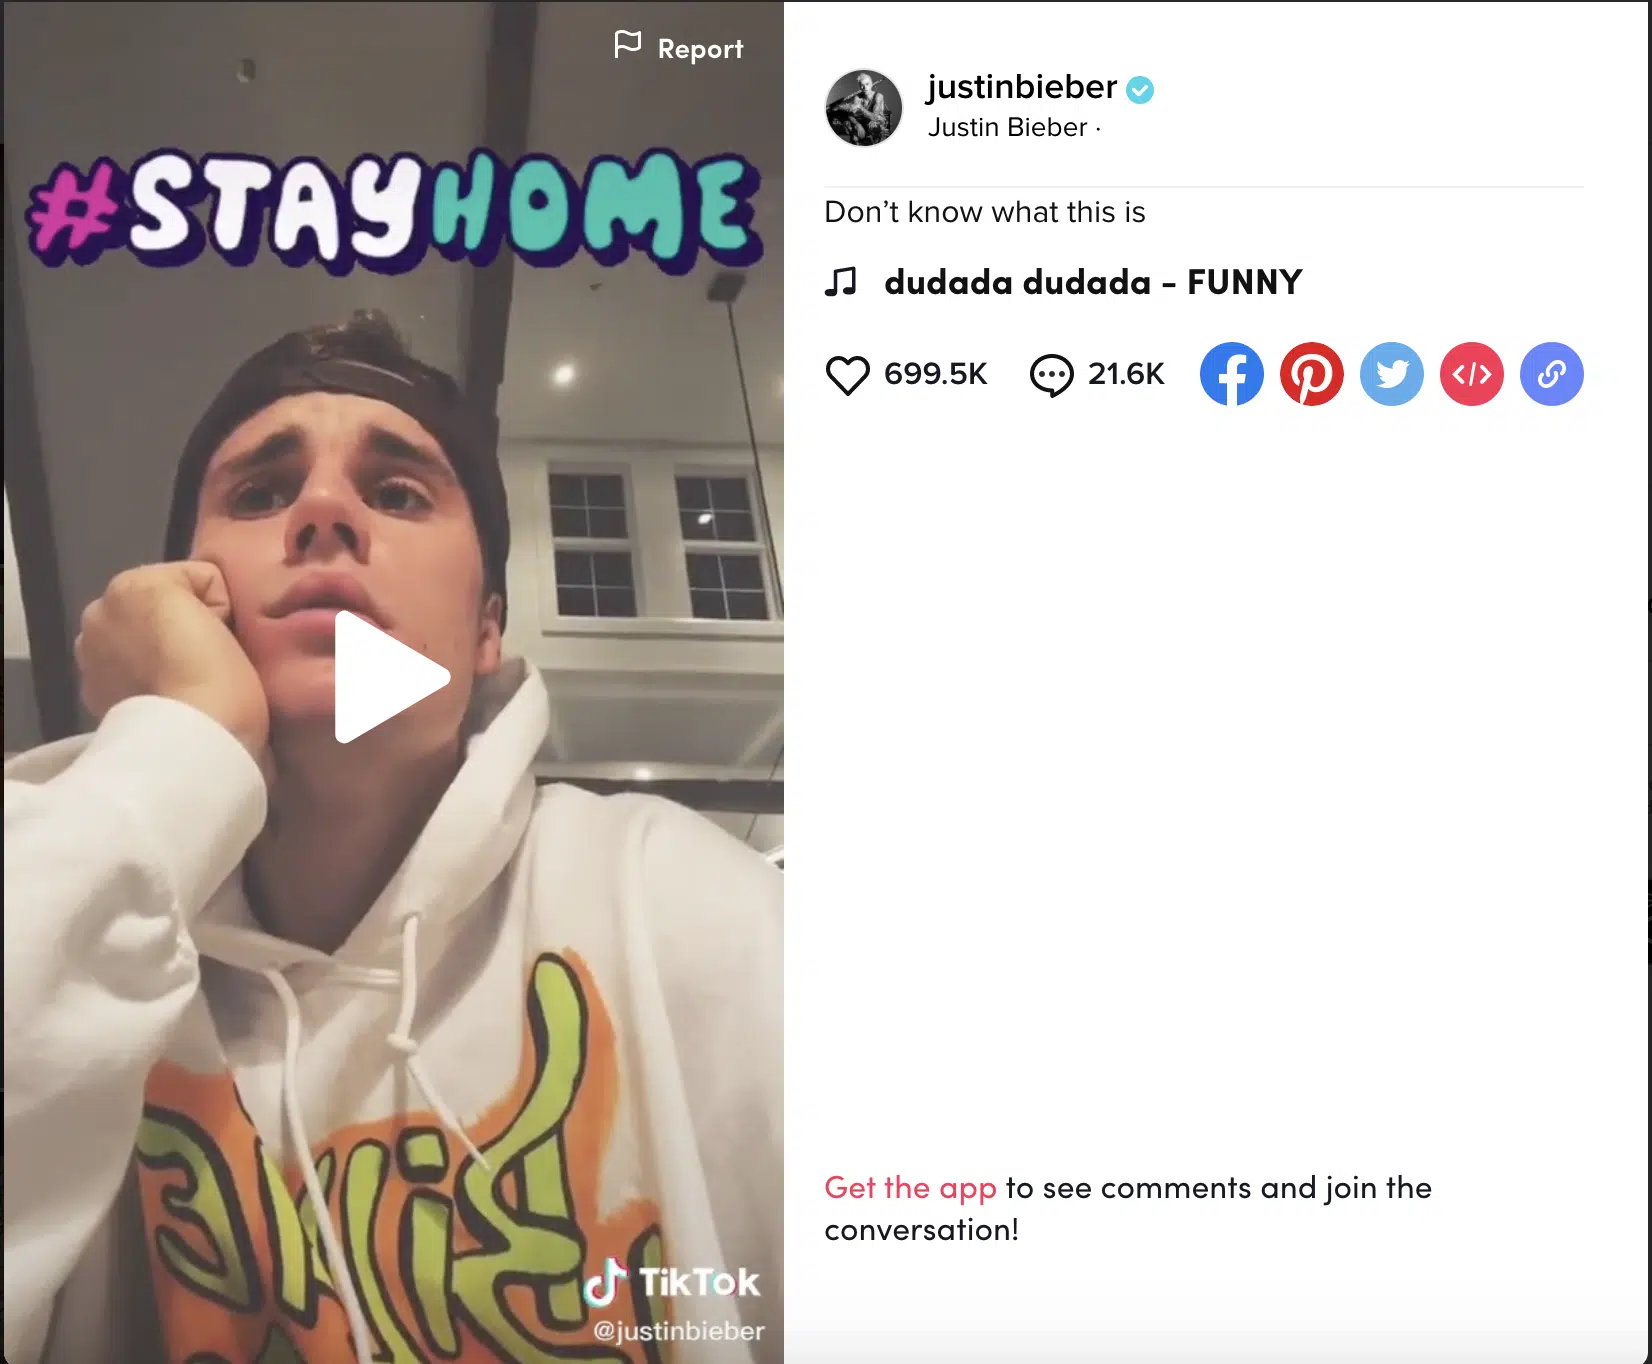 Report
#STAYHOME
TikTok
@justinbieber
justinbieber
Justin Bieber ·
Don’t know what this is
dudada dudada - FUNNY
699.5K 21.6K
Get the app to see comments and join the
conversation!